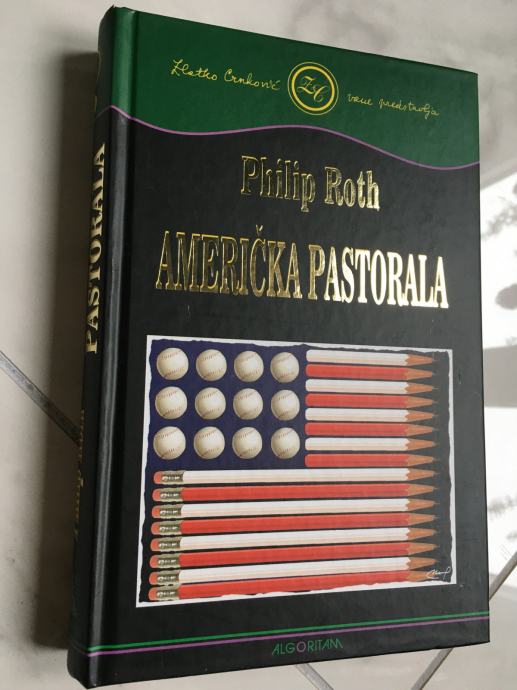 Zlatko Crnković
ZC
vam predstavlja
Philip Roth
AMERIČKA PASTORALA
ALGORITAM
PASTORALA